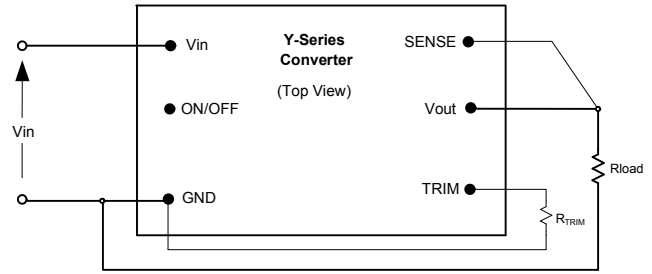 Y-Series
Converter
(Top View)
Vin
ON/OFF
GND
SENSE
Vout
TRIM
Vin
Rload
RTRIM